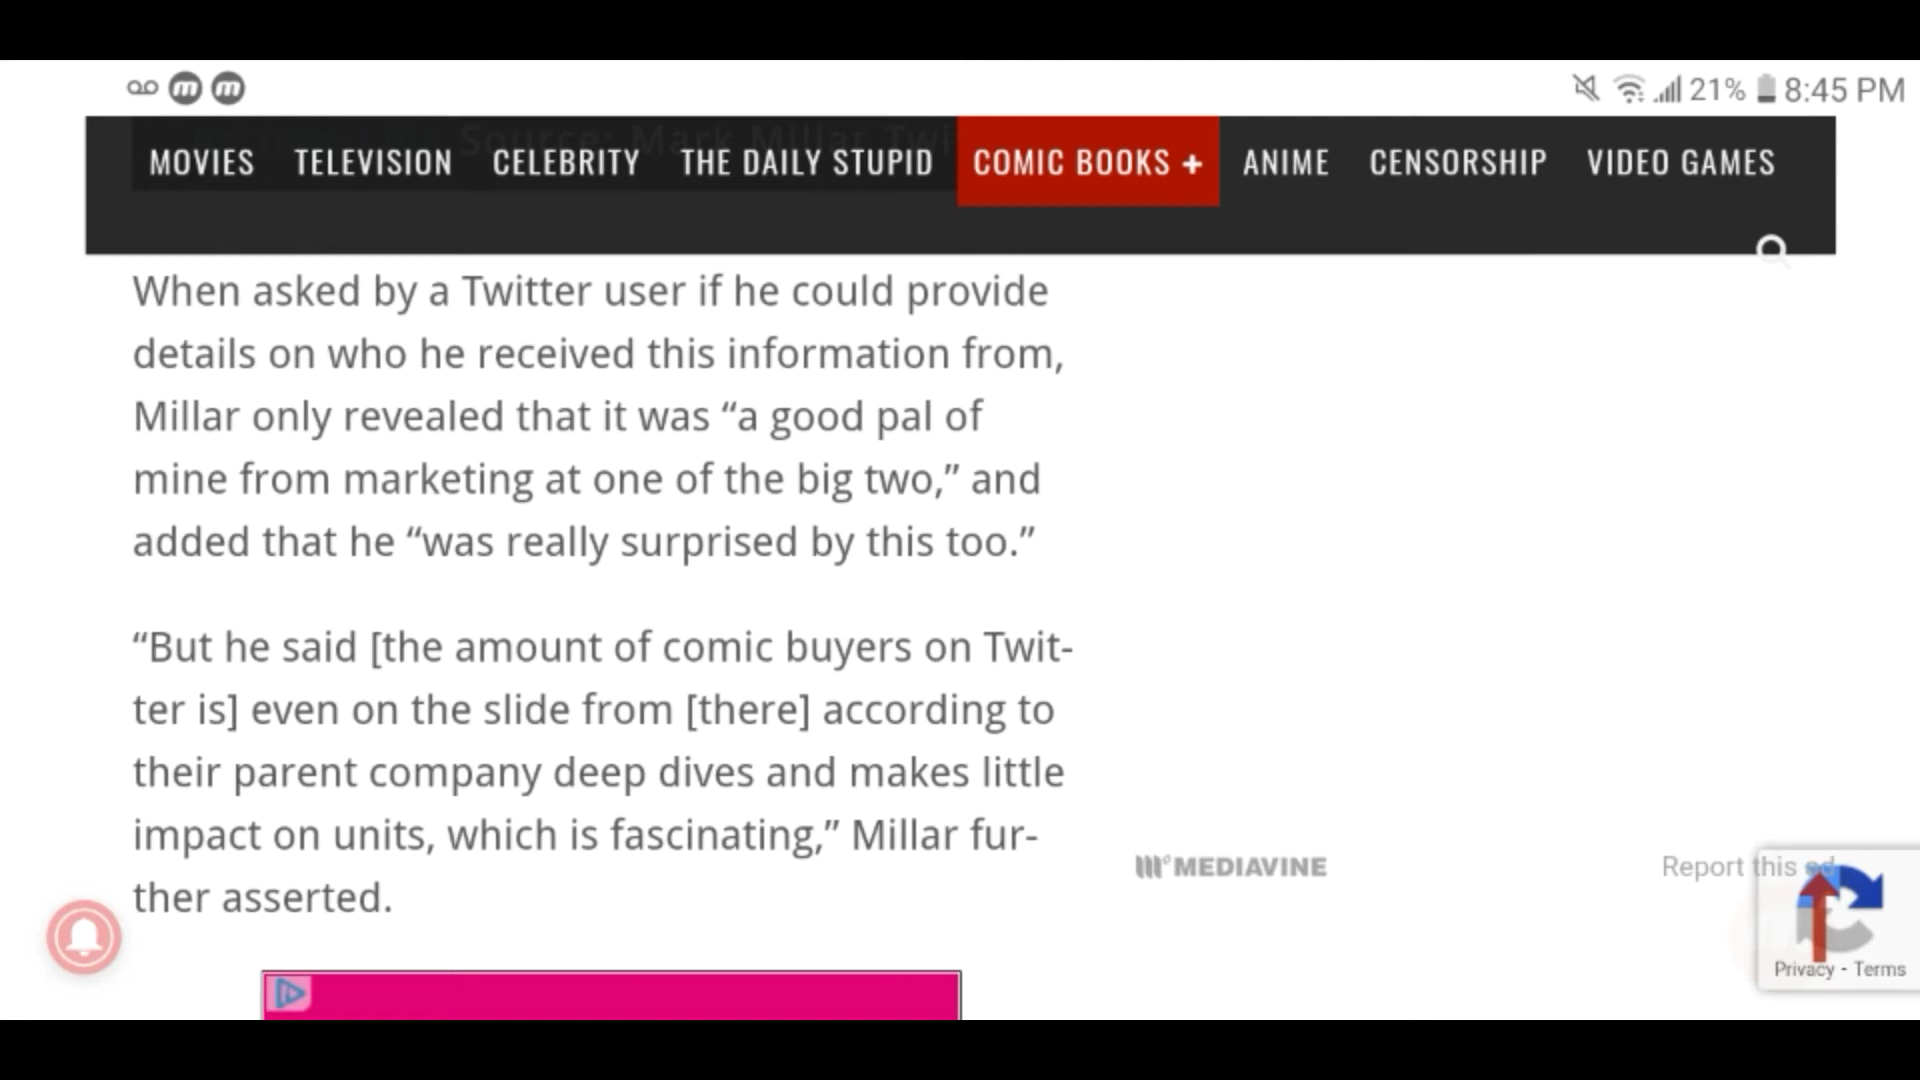 21% 8:45 PM
Source: Mark Millar Twi
MOVIES TELEVISION CELEBRITY THE DAILY STUPID COMIC BOOKS + ANIME CENSORSHIP VIDEO GAMES
When asked by a Twitter user if he could provide
details on who he received this information from,
Millar only revealed that it was “a good pal of
mine from marketing at one of the big two,” and
added that he “was really surprised by this too.”
“But he said [the amount of comic buyers on Twit-
ter is] even on the slide from [there] according to
their parent company deep dives and makes little
impact on units, which is fascinating,” Millar fur-
ther asserted.
MEDIAVINE
Report this ad
Privacy - Terms